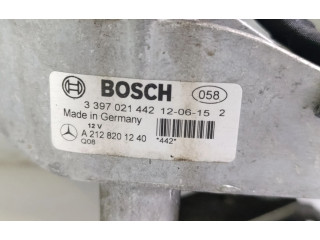 BOSCH 058
3 397 021 442 12-06-15 2
Made in Germany
12 V
A 212 820 12 40
Q08 *442*